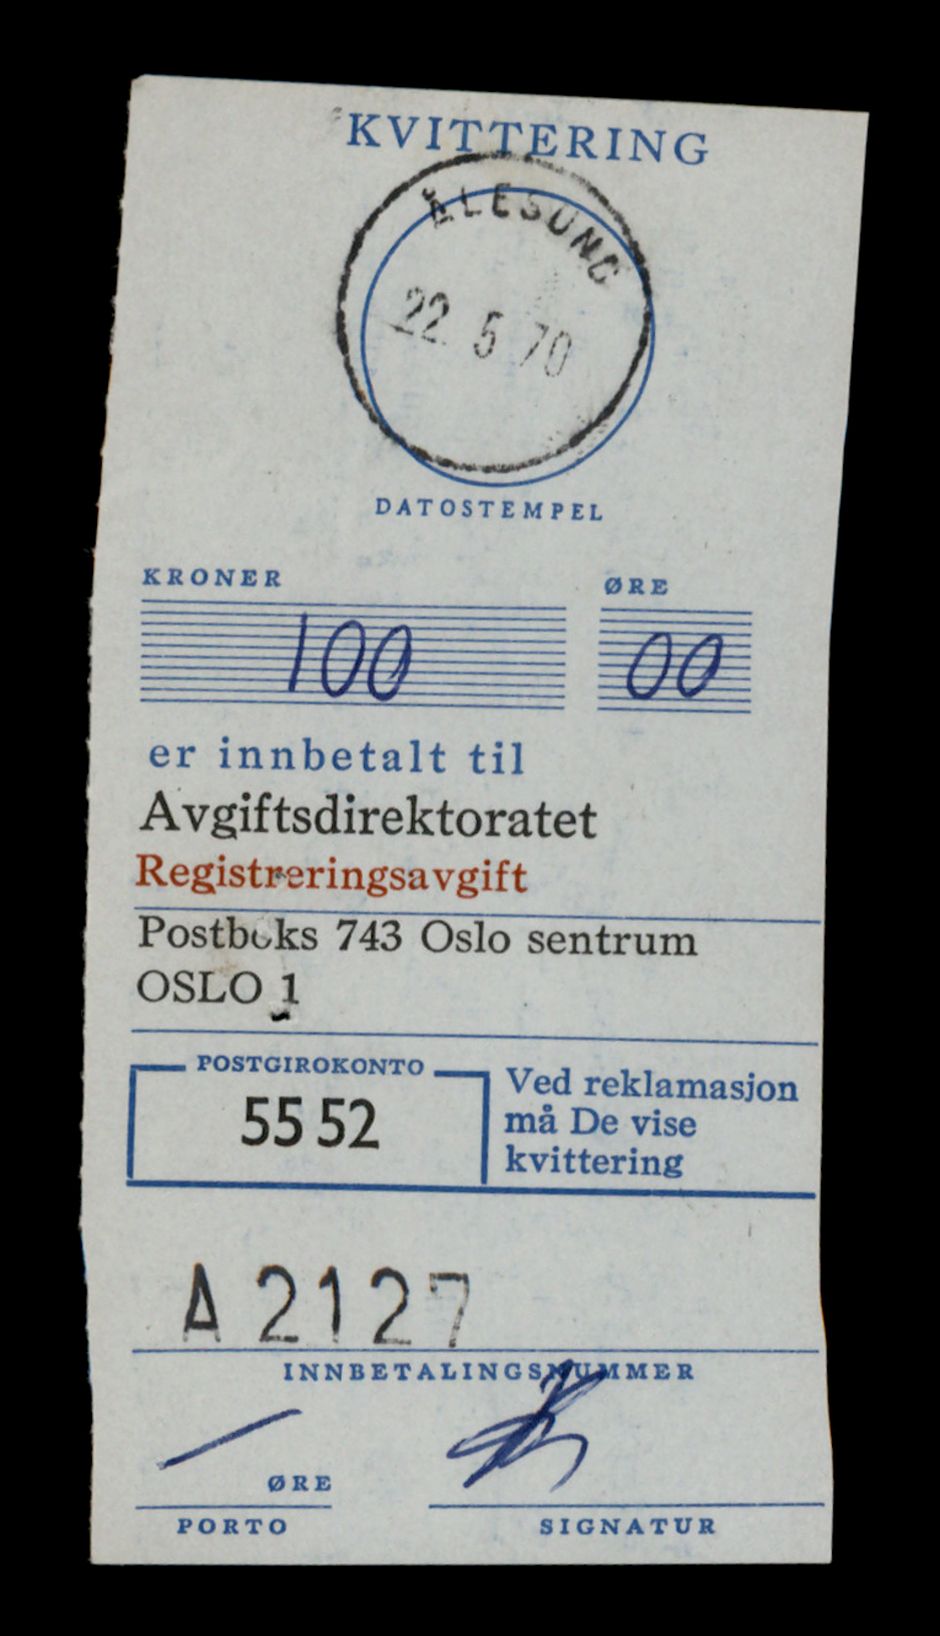 KVITTERING
ÅLESUND
22. 5 70
DATOSTEMPEL
KRONER ØRE
100 00
er innbetalt til
Avgiftsdirektoratet
Registreringsavgift
Postboks 743 Oslo sentrum
OSLO 1
POSTGIROKONTO
55 52
Ved reklamasjon
må De vise
kvittering
A 2127
INNBETALINGSNUMMER
ØRE
PORTO SIGNATUR